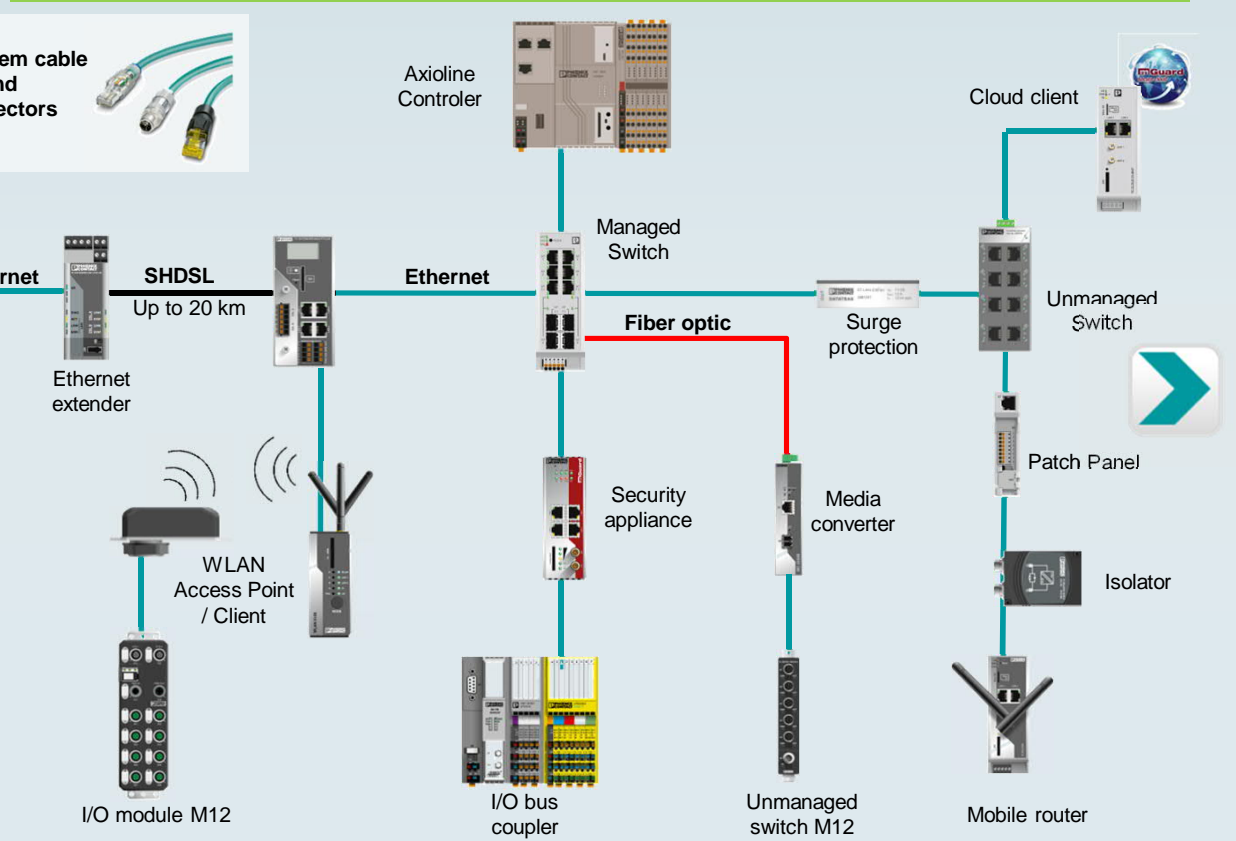 em cable
nd
ectors
Axioline
Controler
Cloud client
mGuard
Managed
Switch
rnet
SHDSL
Up to 20 km
Ethernet
Fiber optic
Surge
protection
Unmanaged
Switch
Ethernet
extender
Patch Panel
Security
appliance
Media
converter
WLAN
Access Point
/ Client
Isolator
I/O module M12
I/O bus
coupler
Unmanaged
switch M12
Mobile router